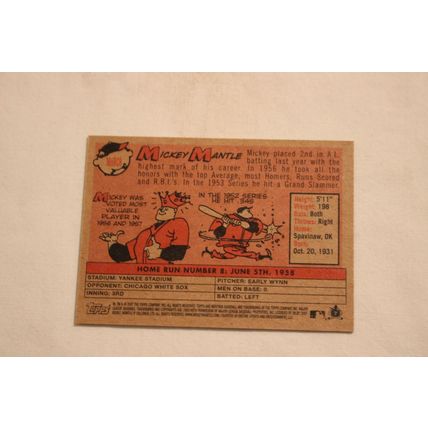 MICKEY MANTLE
Mickey placed 2nd in A.L.
batting last year with the
highest mark of his career. In 1956 he took all the
honors with the top Average, most Homers, Runs Scored
and R.B.I.'s. In the 1953 Series he hit a Grand Slammer.
MICKEY WAS
VOTED MOST
VALUABLE
PLAYER IN
1956 AND 1957
IN THE 1952 SERIES
HE HIT .345
Height: 5'11"
Weight: 198
Bats: Both
Throws: Right
Home:
Spavinaw, OK
Born:
Oct. 20, 1931
HOME RUN NUMBER 8: JUNE 5TH, 1958
STADIUM: YANKEE STADIUM
PITCHER: EARLY WYNN
OPPONENT: CHICAGO WHITE SOX
MEN ON BASE: 0
INNING: 3RD
BATTED: LEFT
Topps